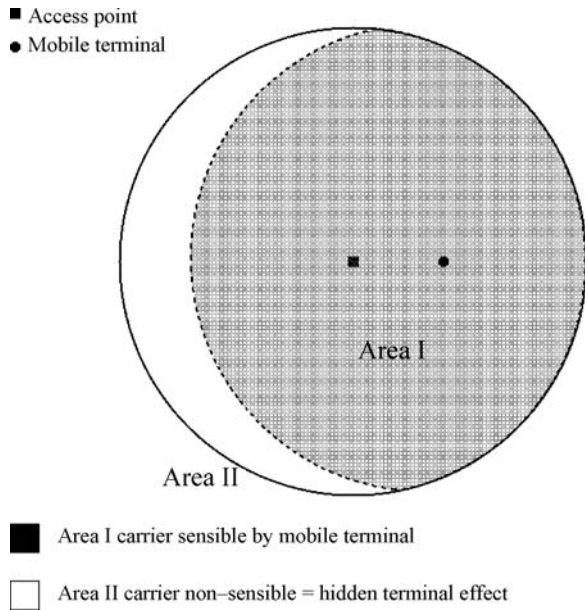 Access point
Mobile terminal
Area I
Area II
Area I carrier sensible by mobile terminal
Area II carrier non–sensible = hidden terminal effect